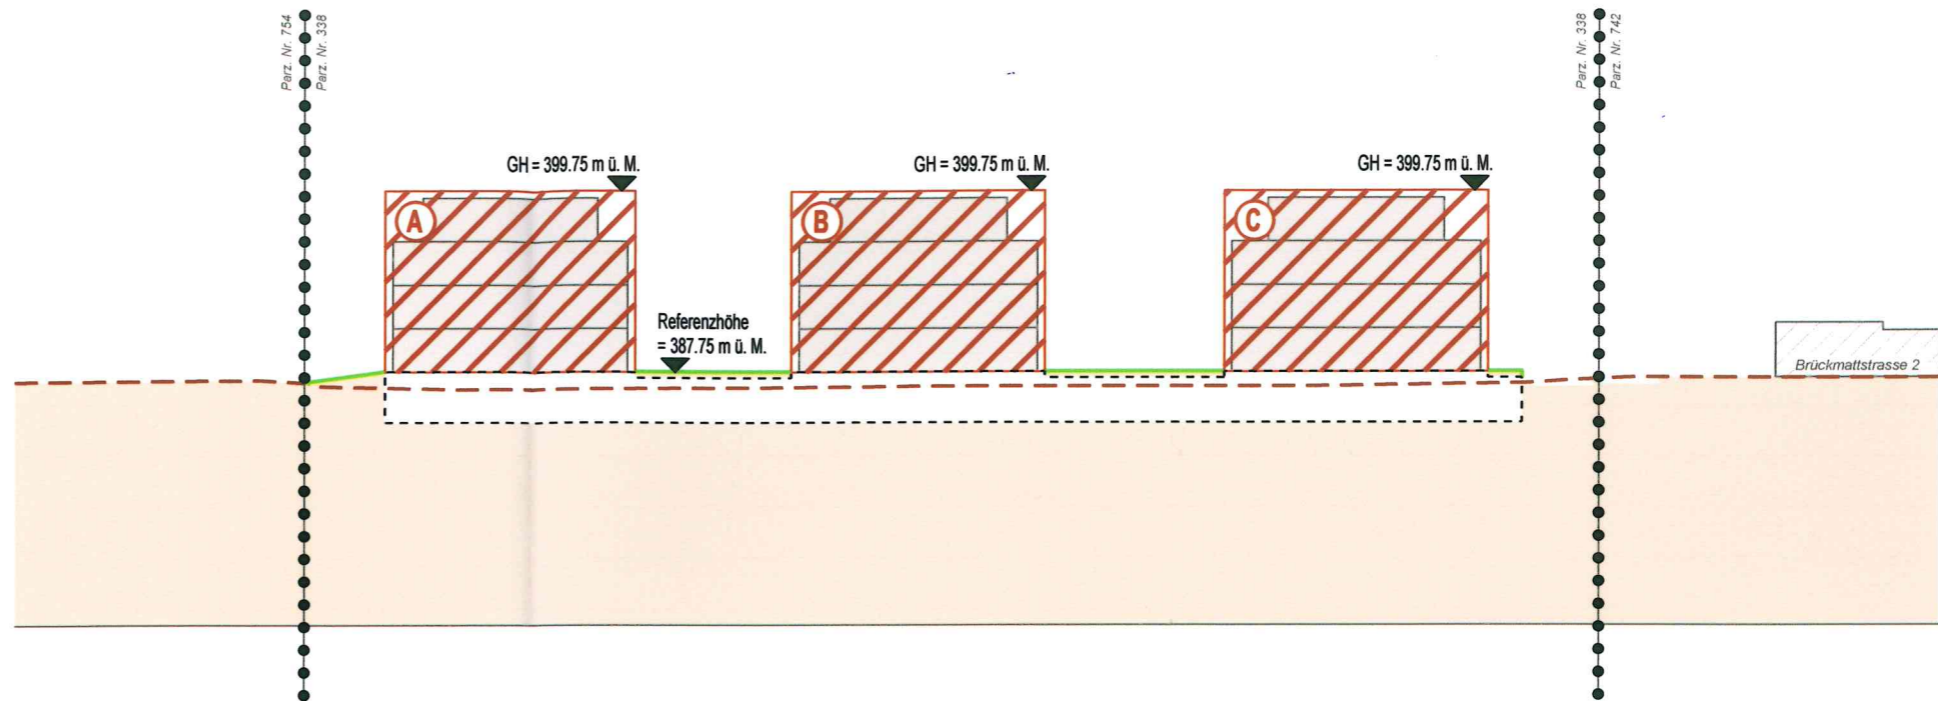 Parz. Nr. 754
Parz. Nr. 338
Parz. Nr. 338
Parz. Nr. 742
GH = 399.75 m ü. M.
GH = 399.75 m ü. M.
GH = 399.75 m ü. M.
A
B
C
Referenzhöhe
= 387.75 m ü. M.
Brückmattstrasse 2